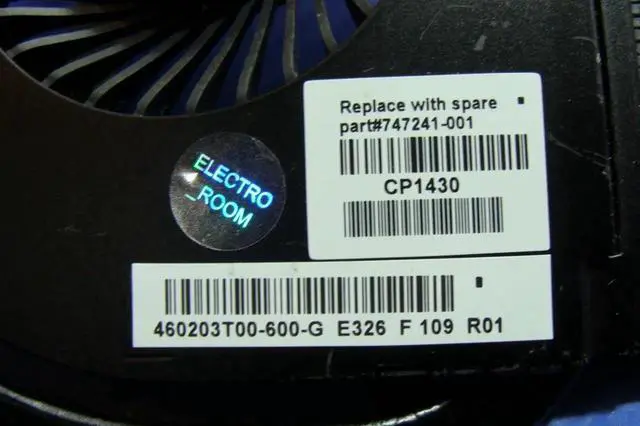 Replace with spare
part#747241-001
CP1430
ELECTRO
_ROOM
460203T00-600-G E326 F 109 R01